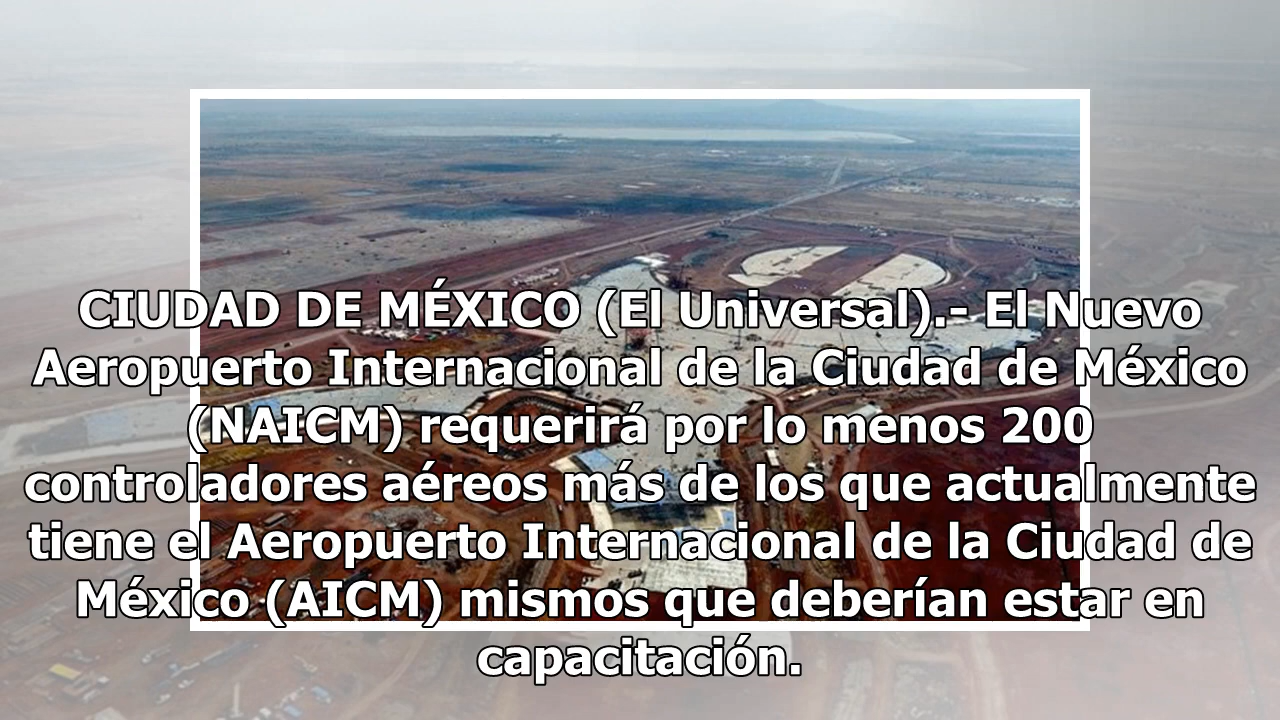 CIUDAD DE MÉXICO (El Universal).- El Nuevo
Aeropuerto Internacional de la Ciudad de México
(NAICM) requerirá por lo menos 200
controladores aéreos más de los que actualmente
tiene el Aeropuerto Internacional de la Ciudad de
México (AICM) mismos que deberían estar en
capacitación.